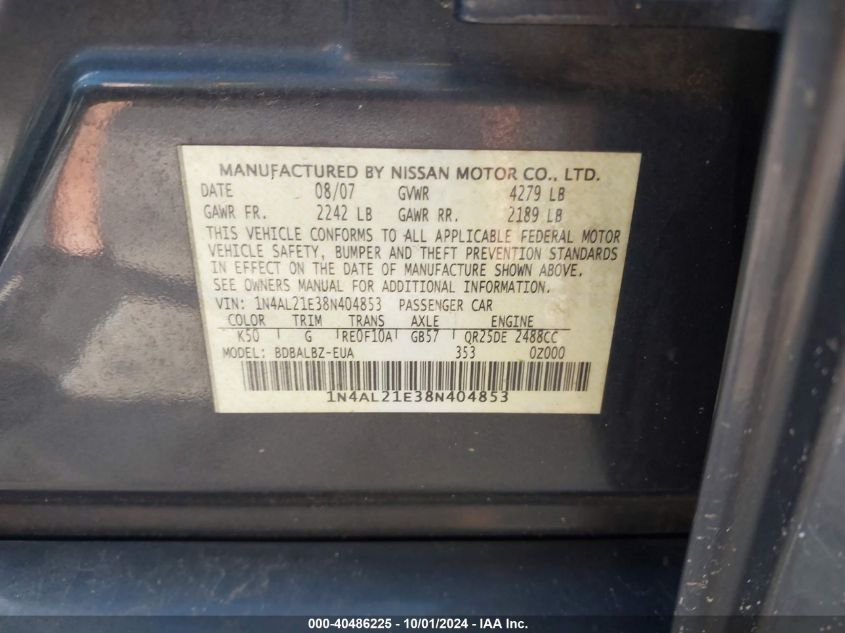 MANUFACTURED BY NISSAN MOTOR CO., LTD.
DATE 08/07 GVWR 4279 LB
GAWR FR. 2242 LB GAWR RR. 2189 LB
THIS VEHICLE CONFORMS TO ALL APPLICABLE FEDERAL MOTOR
VEHICLE SAFETY, BUMPER AND THEFT PREVENTION STANDARDS
IN EFFECT ON THE DATE OF MANUFACTURE SHOWN ABOVE.
SEE OWNERS MANUAL FOR ADDITIONAL INFORMATION.
VIN: 1N4AL21E38N404853 PASSENGER CAR
COLOR TRIM TRANS AXLE ENGINE
K50 G RE0F10A GB57 QR25DE 2488CC
MODEL: BDBALBZ-EUA 353 0Z000
1N4AL21E38N404853
000-40486225 - 10/01/2024 - IAA Inc.